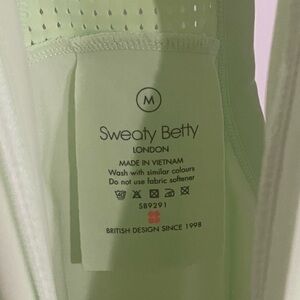 M
Sweaty Betty
LONDON
MADE IN VIETNAM
Wash with similar colours
Do not use fabric softener
SB9291
BRITISH DESIGN SINCE 1998